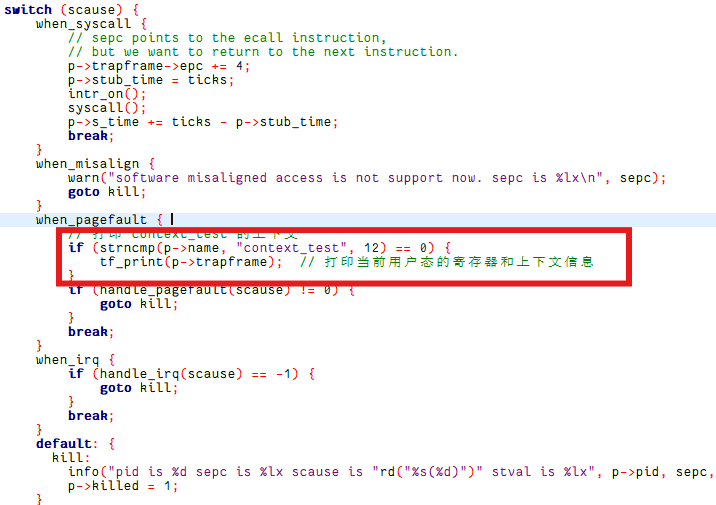 switch (scause) {
    when_syscall {
        // sepc points to the ecall instruction,
        // but we want to return to the next instruction.
        p->trapframe->epc += 4;
        p->stub_time = ticks;
        intr_on();
        syscall();
        p->s_time += ticks - p->stub_time;
        break;
    }
    when_misalign {
        warn("software misaligned access is not support now. sepc is %lx\n", sepc);
        goto kill;
    }
    when_pagefault {
        // 打印 context_test 的上下文
        if (strncmp(p->name, "context_test", 12) == 0) {
            tf_print(p->trapframe);  // 打印当前用户态的寄存器和上下文信息
        }
        if (handle_pagefault(scause) != 0) {
            goto kill;
        }
        break;
    }
    when_irq {
        if (handle_irq(scause) == -1) {
            goto kill;
        }
        break;
    }
    default: {
      kill:
        info("pid is %d sepc is %lx scause is "rd("%s(%d)")" stval is %lx", p->pid, sepc,
        p->killed = 1;
    }